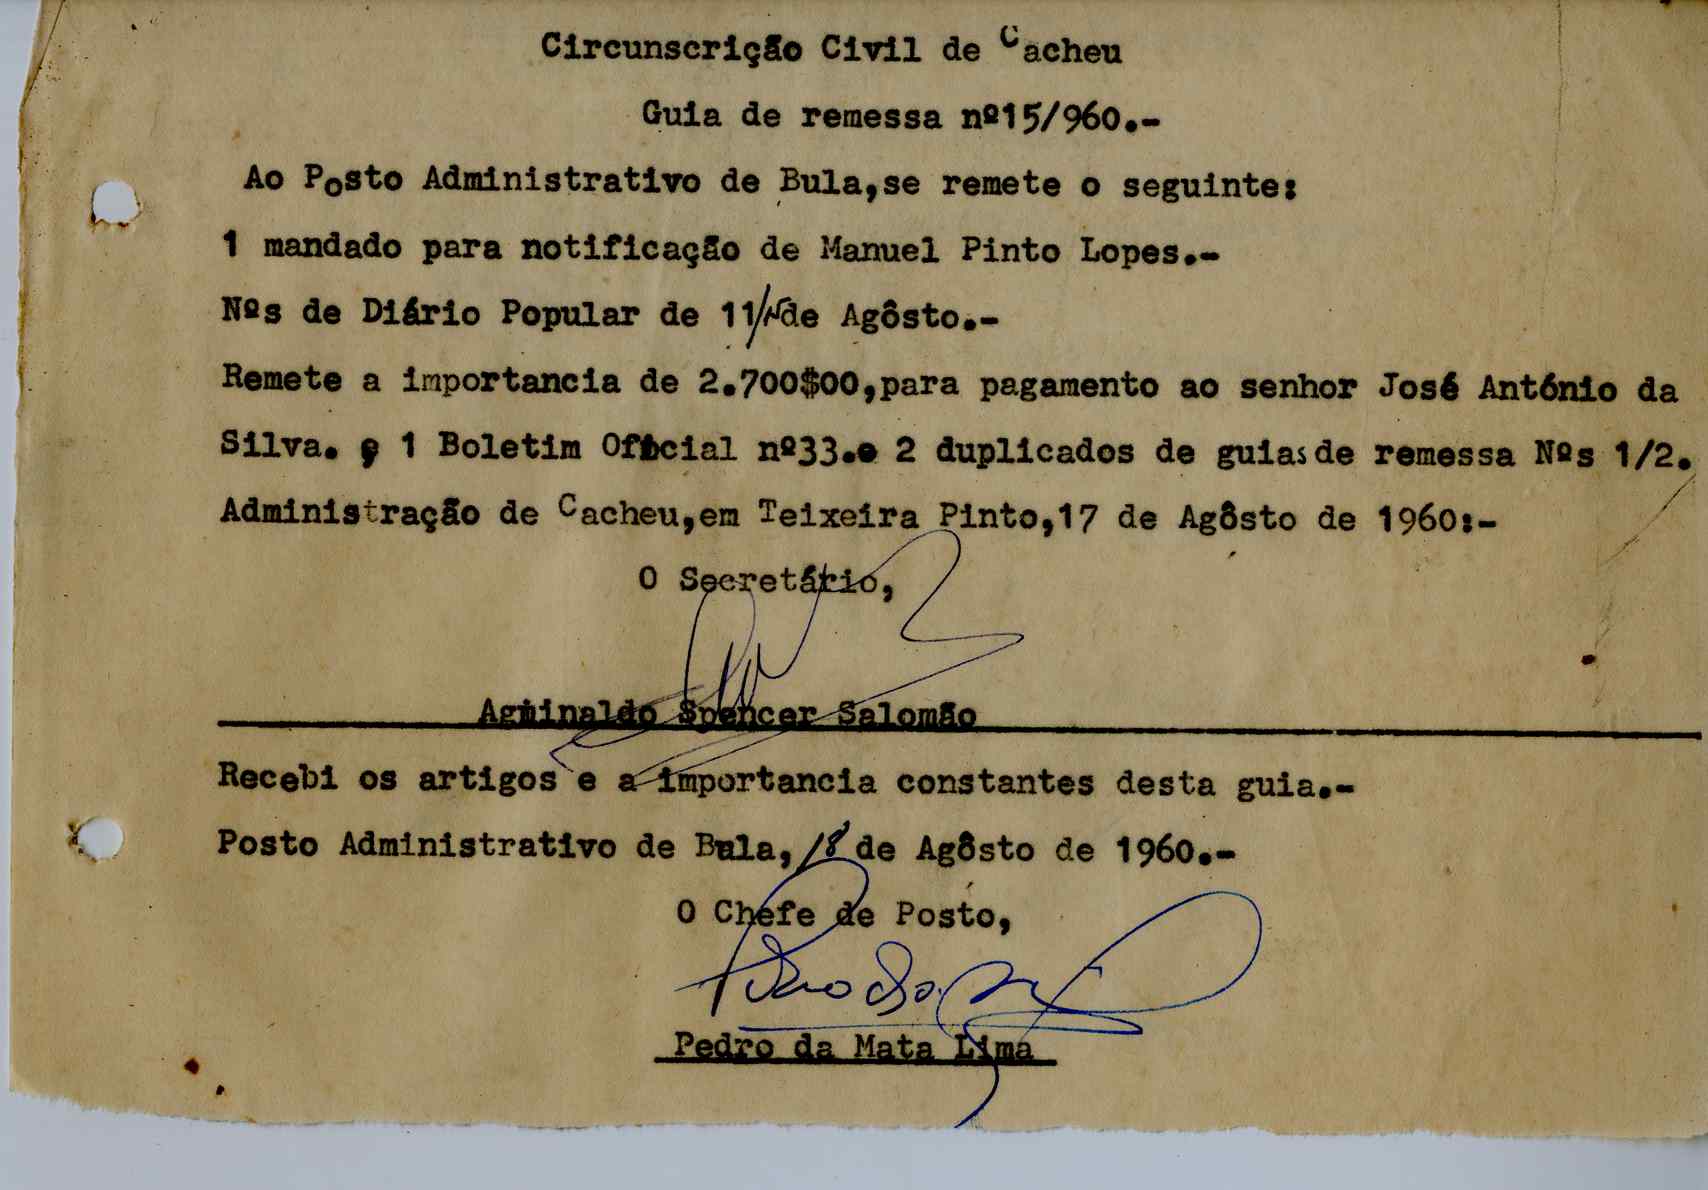 Circunscrição Civil de Cacheu
Guia de remessa nº15/960.-
Ao Posto Administrativo de Bula,se remete o seguinte:
1 mandado para notificação de Manuel Pinto Lopes.-
Nºs de Diário Popular de 11/ de Agôsto.-
Remete a importancia de 2.700$00,para pagamento ao senhor José António da
Silva. e 1 Boletim Oficial nº33.e 2 duplicados de guias de remessa Nºs 1/2.
Administração de Cacheu,em Teixeira Pinto,17 de Agôsto de 1960:-
O Secretário,
Agminaldo Spencer Salomão
Recebi os artigos e a importancia constantes desta guia.-
Posto Administrativo de Bula, 18 de Agôsto de 1960.-
O Chefe de Posto,
Pedro da Mata Lima